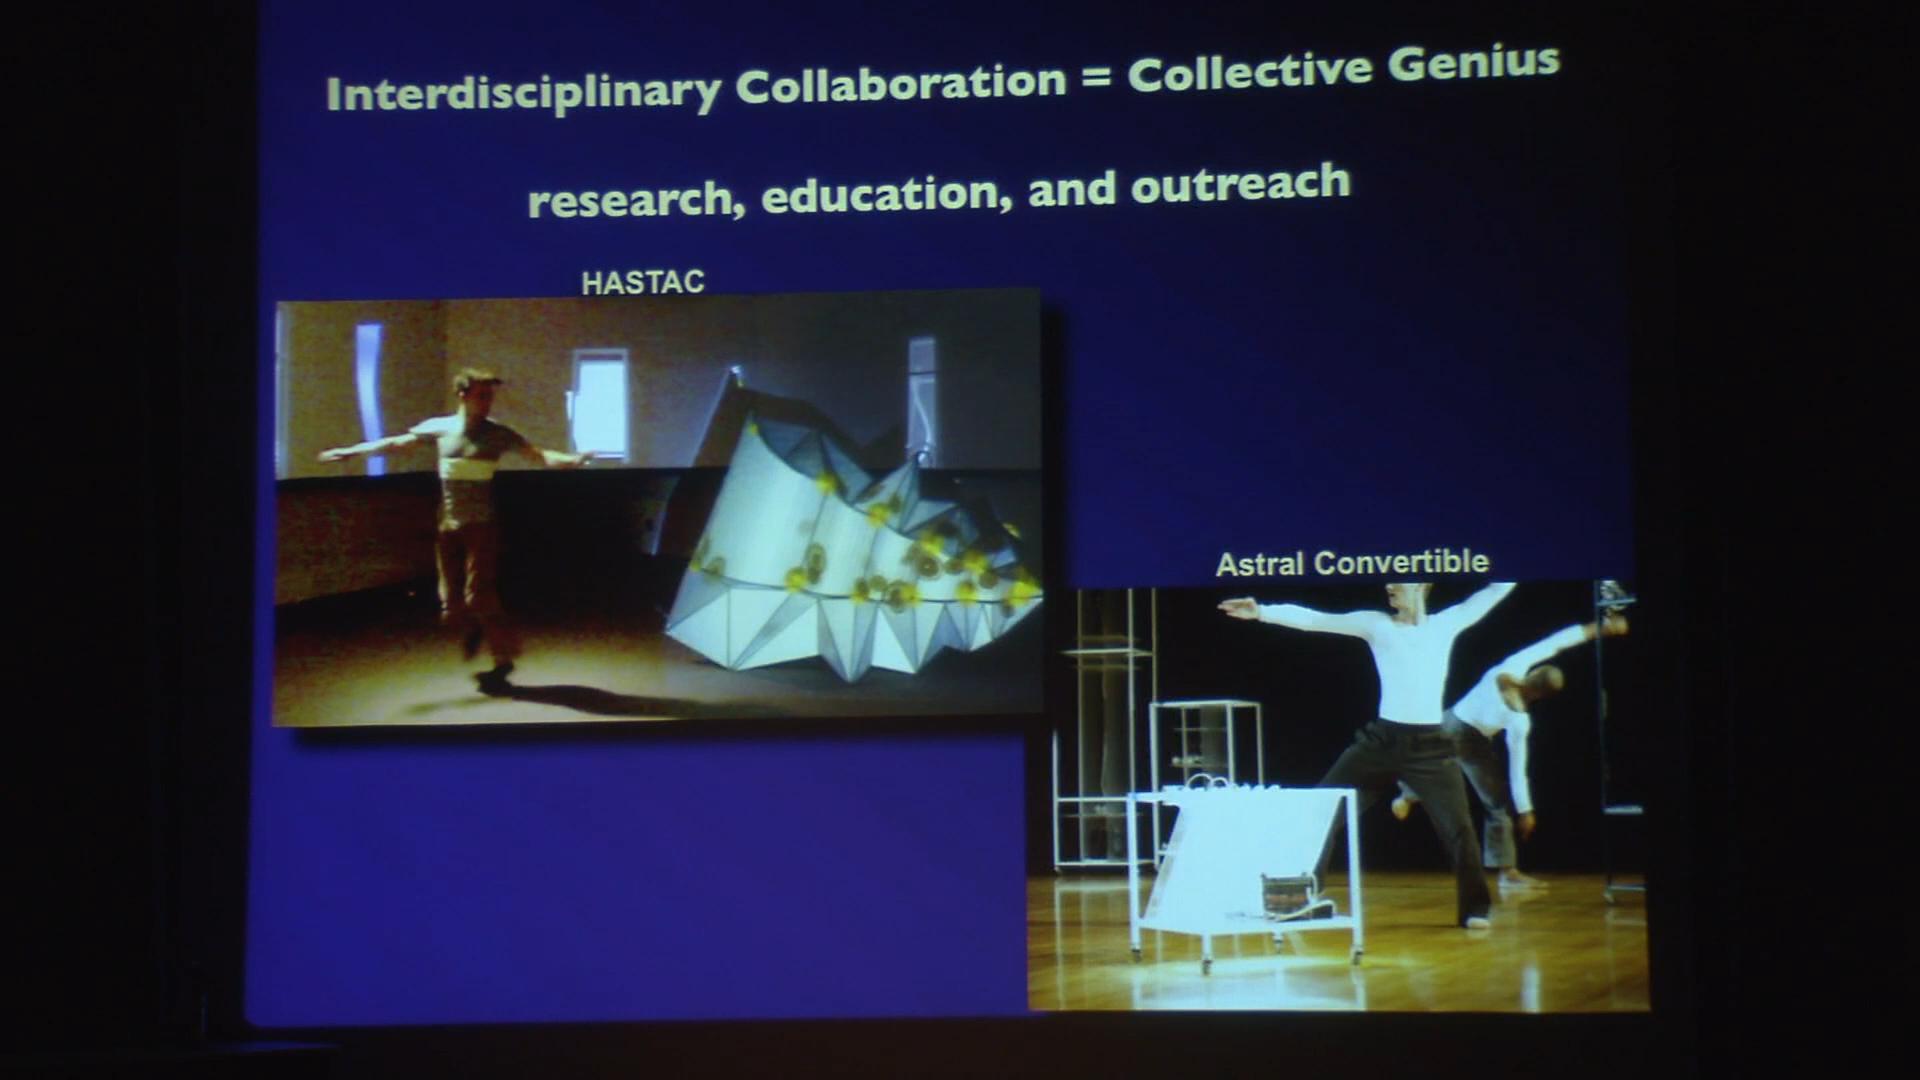 Interdisciplinary Collaboration = Collective Genius
research, education, and outreach
HASTAC
Astral Convertible